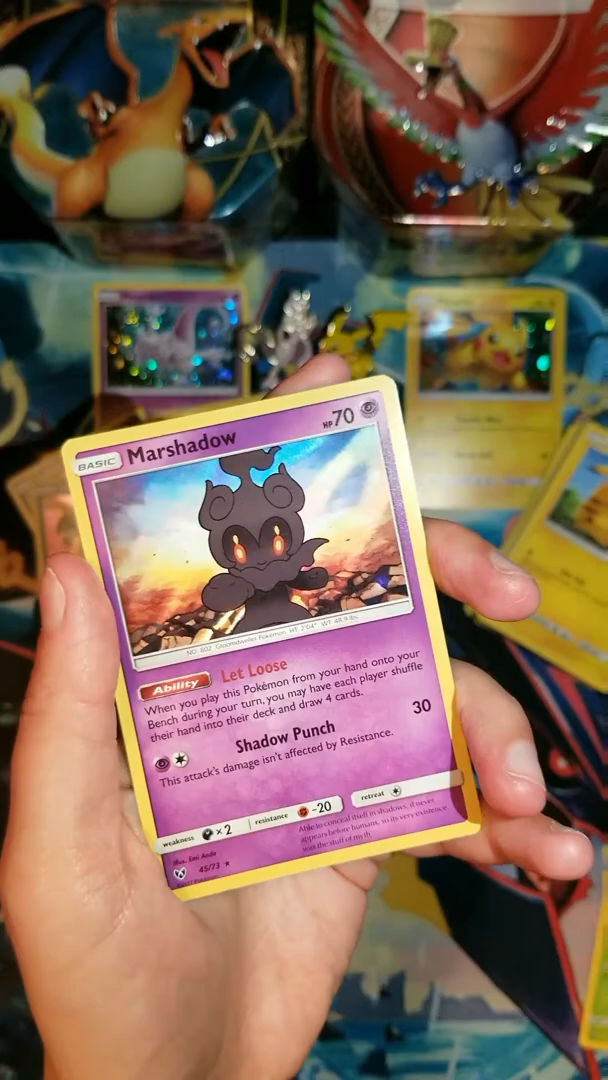 BASIC Marshadow HP 70
NO. 802 Gloomdweller Pokémon HT: 2'04" WT: 48.9 lbs.
Ability Let Loose
When you play this Pokémon from your hand onto your
Bench during your turn, you may have each player shuffle
their hand into their deck and draw 4 cards.
Shadow Punch 30
This attack's damage isn't affected by Resistance.
weakness ×2 resistance -20 retreat
Able to conceal itself in shadows, it never
appears before humans, so its very existence
was the stuff of myth.
Illus. Emi Ando
45/73 ★
©2017 Pokémon